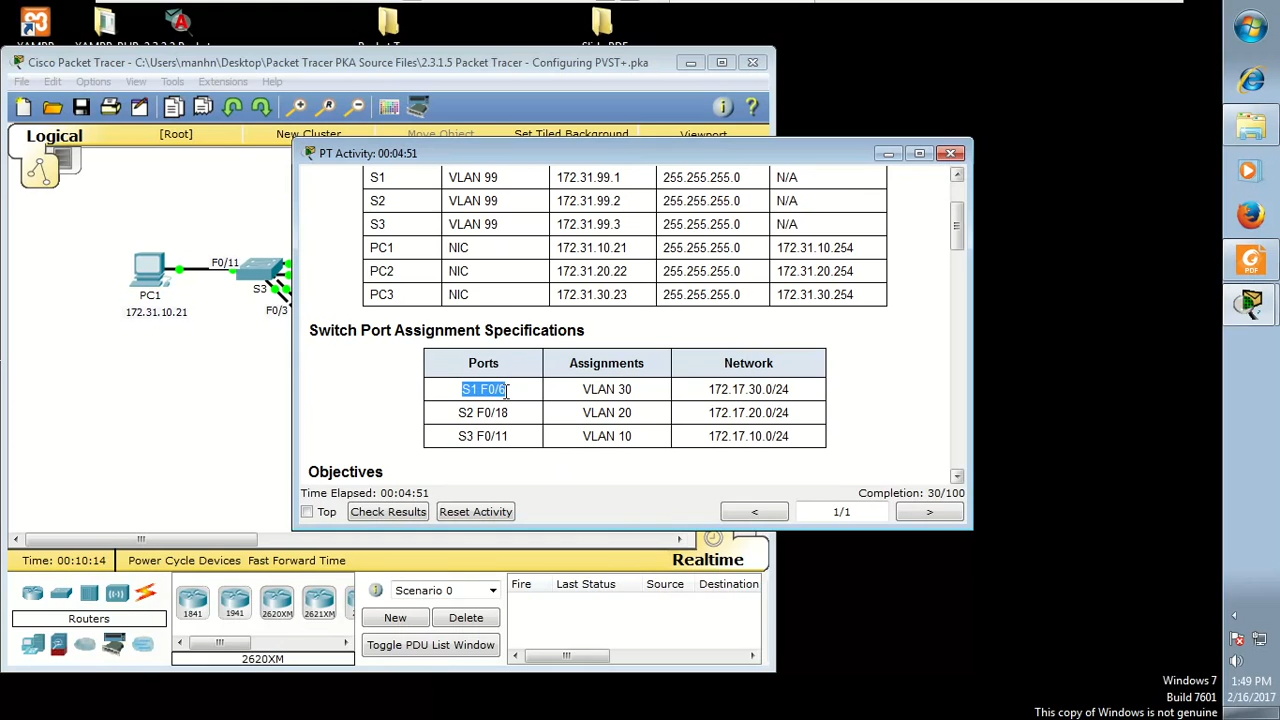 Cisco Packet Tracer - C:\Users\manhn\Desktop\Packet Tracer PKA Source Files\2.3.1.5 Packet Tracer - Configuring PVST+.pka
File Edit Options View Tools Extensions Help
Logical [Root] New Cluster Move Object Set Tiled Background Viewport
PT Activity: 00:04:51
S1 VLAN 99 172.31.99.1 255.255.255.0 N/A
S2 VLAN 99 172.31.99.2 255.255.255.0 N/A
S3 VLAN 99 172.31.99.3 255.255.255.0 N/A
PC1 NIC 172.31.10.21 255.255.255.0 172.31.10.254
PC2 NIC 172.31.20.22 255.255.255.0 172.31.20.254
PC3 NIC 172.31.30.23 255.255.255.0 172.31.30.254
F0/11
S3
PC1
F0/3
172.31.10.21
Switch Port Assignment Specifications
Ports Assignments Network
S1 F0/6 VLAN 30 172.17.30.0/24
S2 F0/18 VLAN 20 172.17.20.0/24
S3 F0/11 VLAN 10 172.17.10.0/24
Objectives
Time Elapsed: 00:04:51 Completion: 30/100
Top Check Results Reset Activity < 1/1 >
Time: 00:10:14 Power Cycle Devices Fast Forward Time Realtime
Scenario 0 Fire Last Status Source Destination
1841 1941 2620XM 2621XM
Routers New Delete
Toggle PDU List Window
2620XM
1:49 PM
2/16/2017
Windows 7
Build 7601
This copy of Windows is not genuine